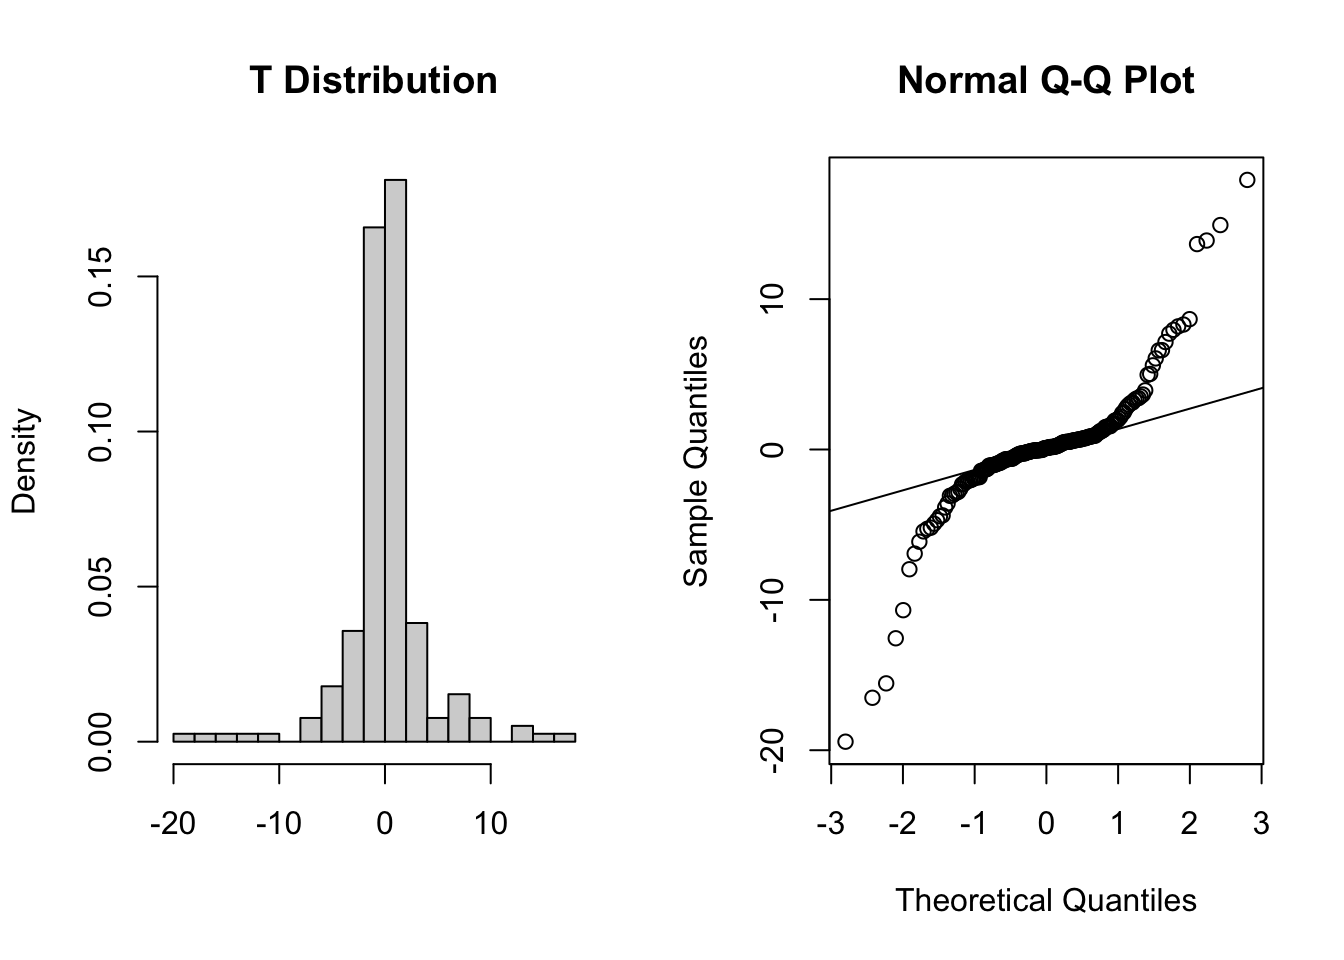 T Distribution
Density
0.00 0.05 0.10 0.15
-20 -10 0 10
Normal Q-Q Plot
Sample Quantiles
-20 -10 0 10
-3 -2 -1 0 1 2 3
Theoretical Quantiles